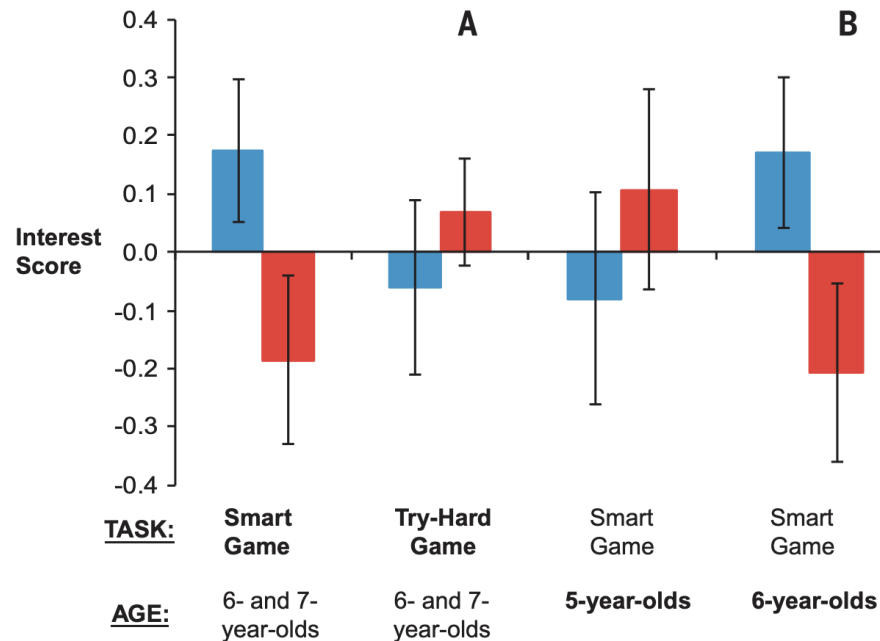 A
B
0.4
0.3
0.2
0.1
0.0
-0.1
-0.2
-0.3
-0.4
Interest
Score
TASK:
Smart
Game
Try-Hard
Game
Smart
Game
Smart
Game
AGE:
6- and 7-
year-olds
6- and 7-
year-olds
5-year-olds
6-year-olds